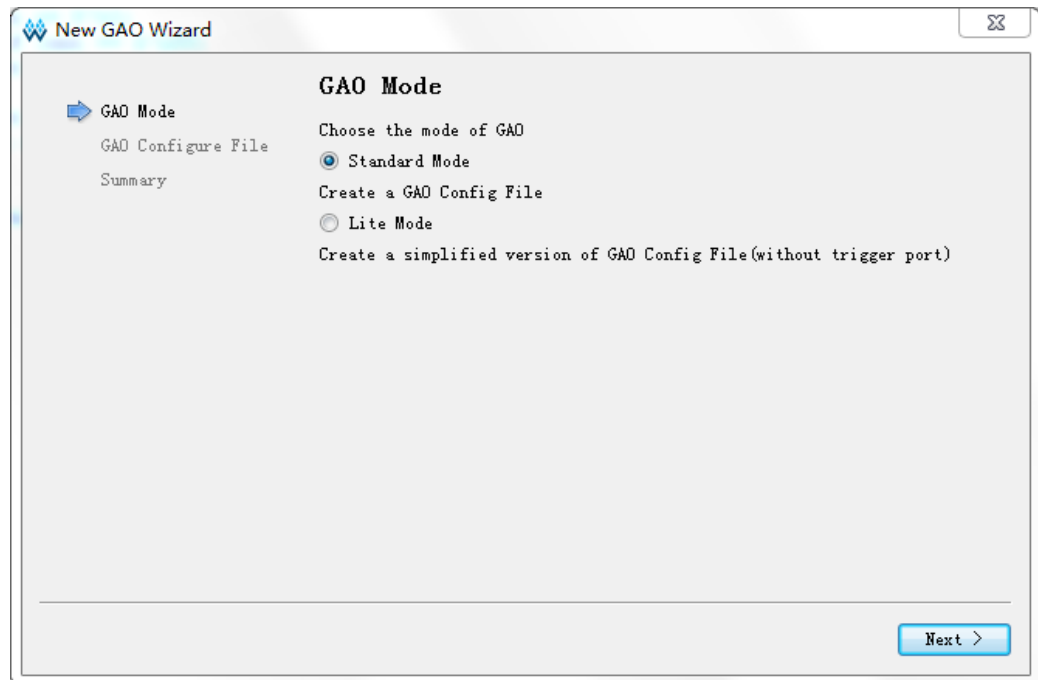 New GAO Wizard
GAO Mode
GAO Configure File
Summary
GAO Mode
Choose the mode of GAO
Standard Mode
Create a GAO Config File
Lite Mode
Create a simplified version of GAO Config File(without trigger port)
Next >